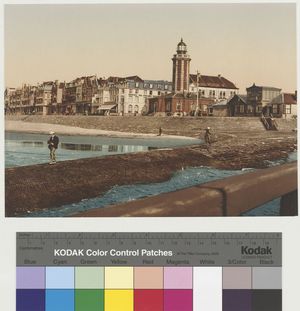 KODAK Color Control Patches Kodak
Blue Cyan Green Yellow Red Magenta White 3/Color Black